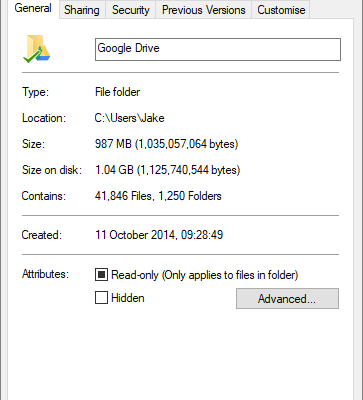 General Sharing Security Previous Versions Customise
Google Drive
Type: File folder
Location: C:\Users\Jake
Size: 987 MB (1,035,057,064 bytes)
Size on disk: 1.04 GB (1,125,740,544 bytes)
Contains: 41,846 Files, 1,250 Folders
Created: 11 October 2014, 09:28:49
Attributes: Read-only (Only applies to files in folder)
Hidden Advanced...